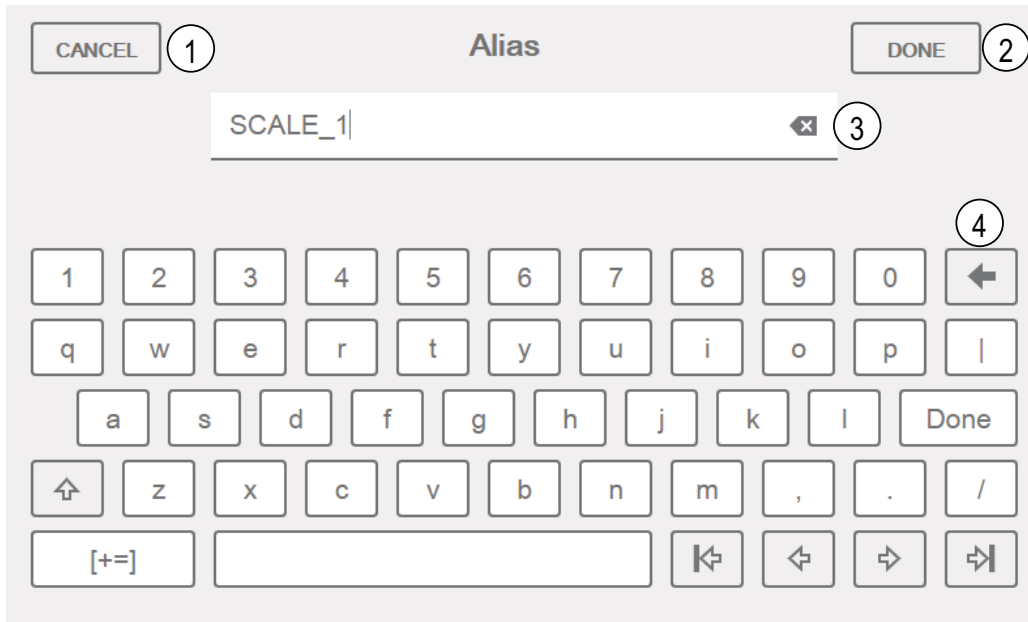 CANCEL 1 Alias DONE 2
SCALE_1 3
4
1 2 3 4 5 6 7 8 9 0
q w e r t y u i o p |
a s d f g h j k l Done
z x c v b n m , . /
[+=]